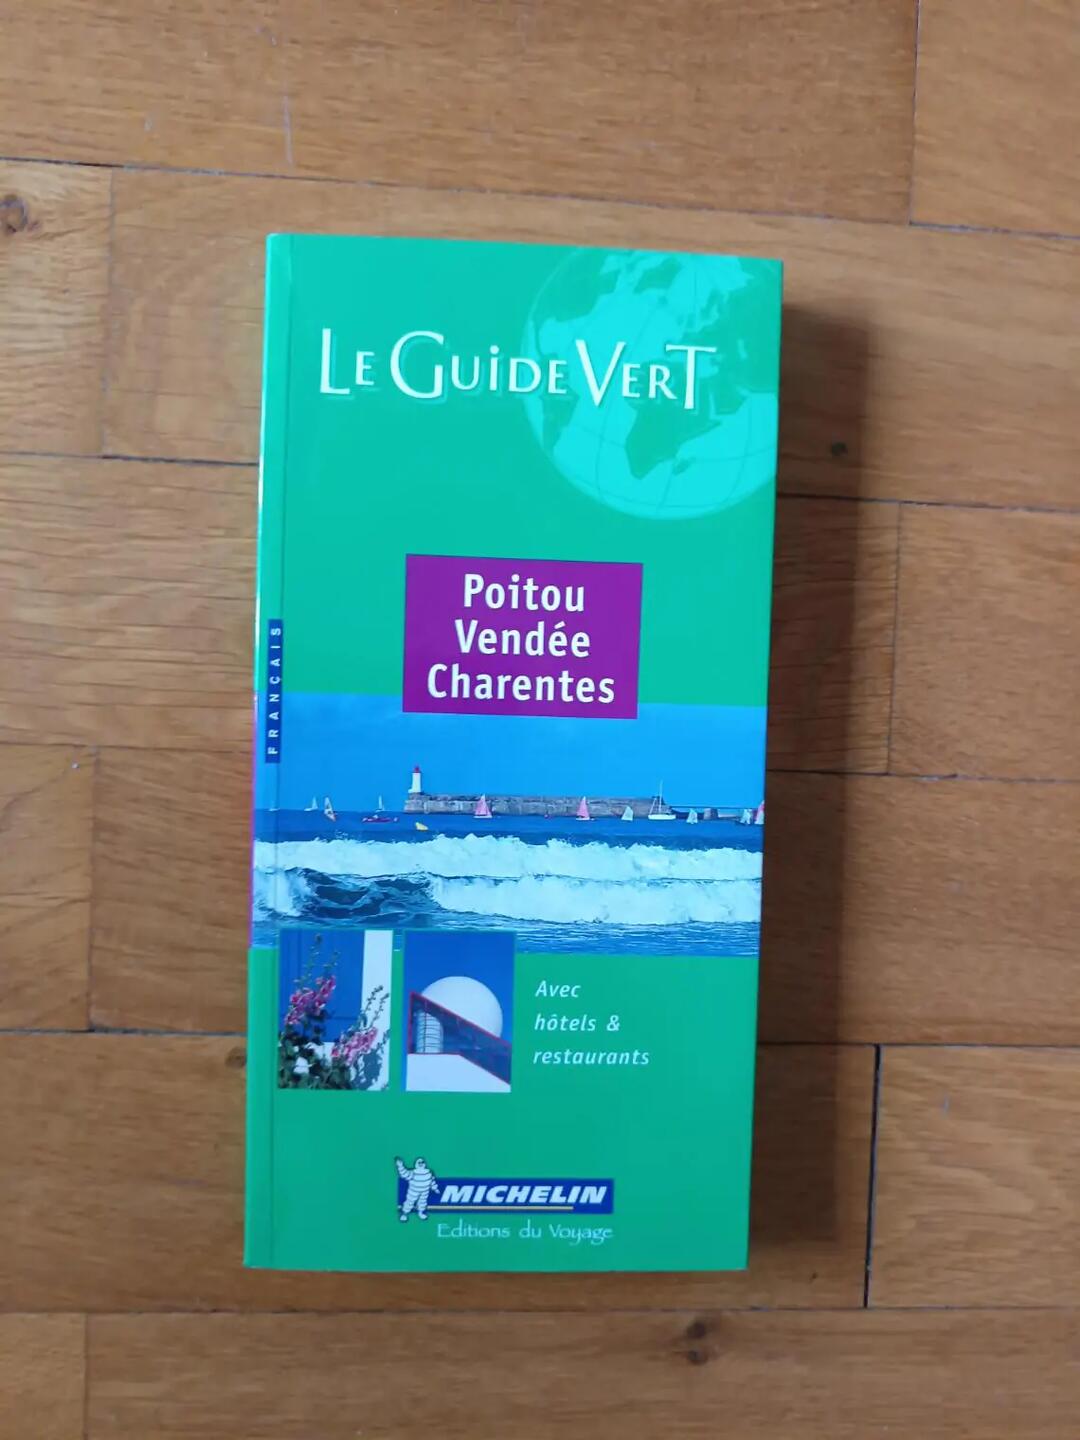 LE GUiDE VERT
Poitou
Vendée
Charentes
FRANÇAIS
Avec
hôtels &
restaurants
MICHELIN
Editions du Voyage